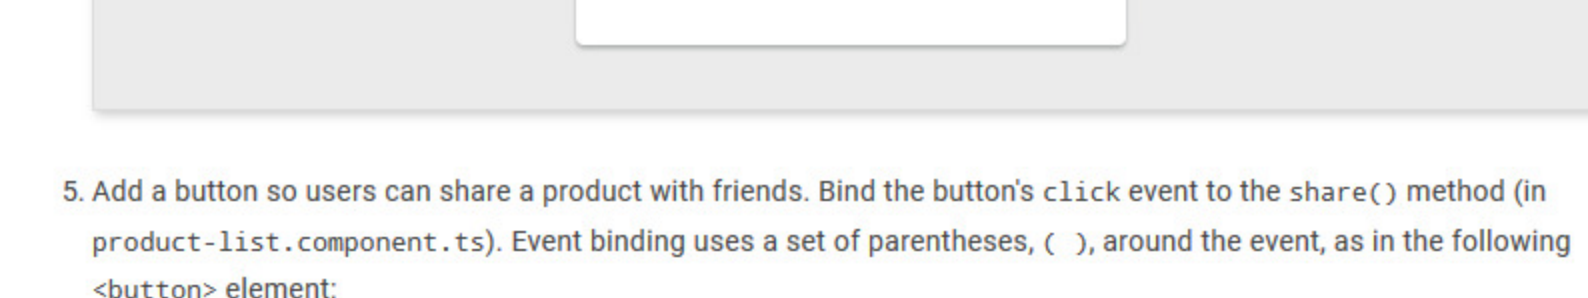 5. Add a button so users can share a product with friends. Bind the button's click event to the share() method (in
product-list.component.ts). Event binding uses a set of parentheses, ( ), around the event, as in the following
<button> element: